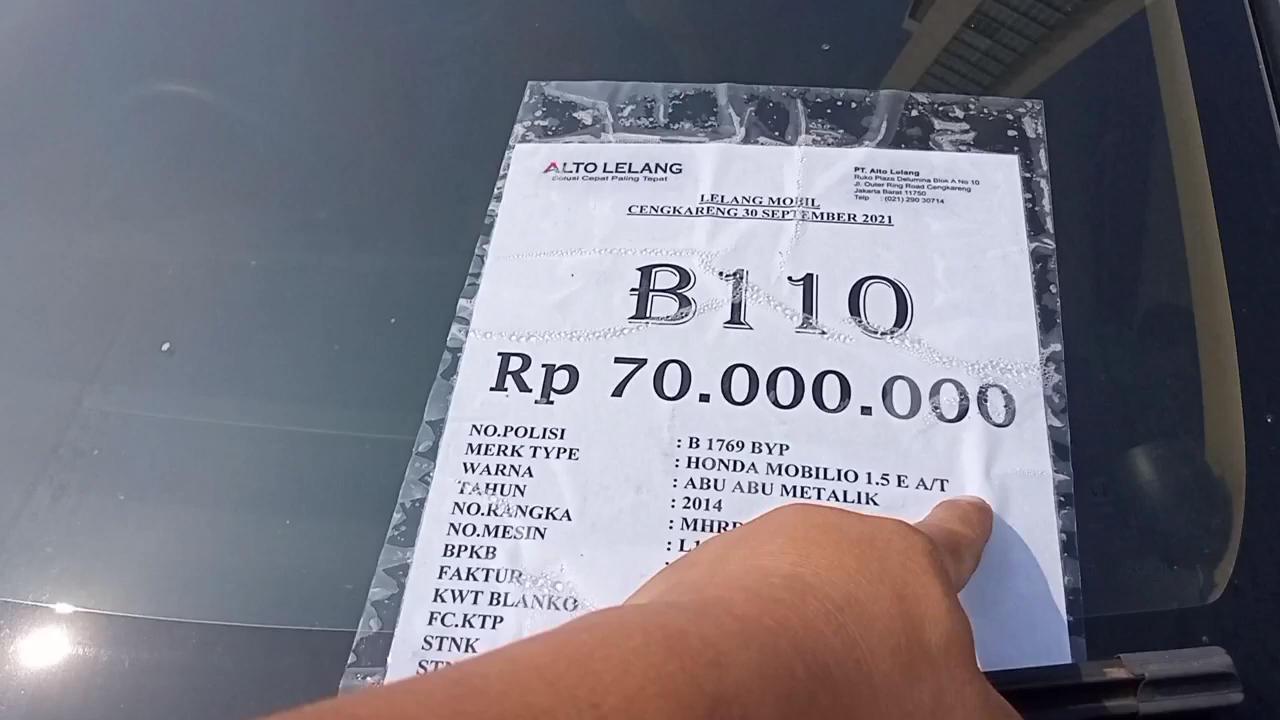 ALTO LELANG
Solusi Cepat Paling Tepat
PT. Alto Lelang
Ruko Plaza Delumina Blok A No 10
Jl. Outer Ring Road Cengkareng
Jakarta Barat 11750
Telp : (021) 290 30714
LELANG MOBIL
CENGKARENG 30 SEPTEMBER 2021
B110
Rp 70.000.000
NO.POLISI : B 1769 BYP
MERK TYPE : HONDA MOBILIO 1.5 E A/T
WARNA : ABU ABU METALIK
TAHUN : 2014
NO.RANGKA :
NO.MESIN :
BPKB
FAKTUR
KWT BLANKO
FC.KTP
STNK